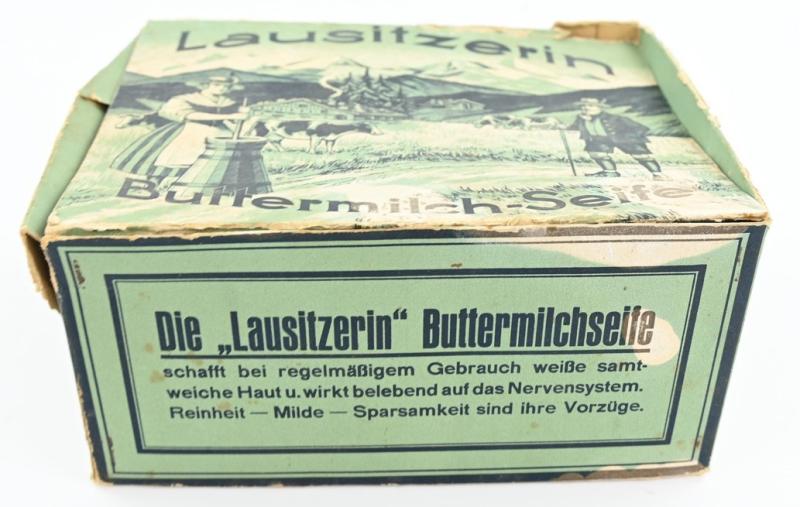 Lausitzerin
Buttermilch-Seife
Die „Lausitzerin“ Buttermilchseife
schafft bei regelmäßigem Gebrauch weiße samt-
weiche Haut u. wirkt belebend auf das Nervensystem.
Reinheit — Milde — Sparsamkeit sind ihre Vorzüge.